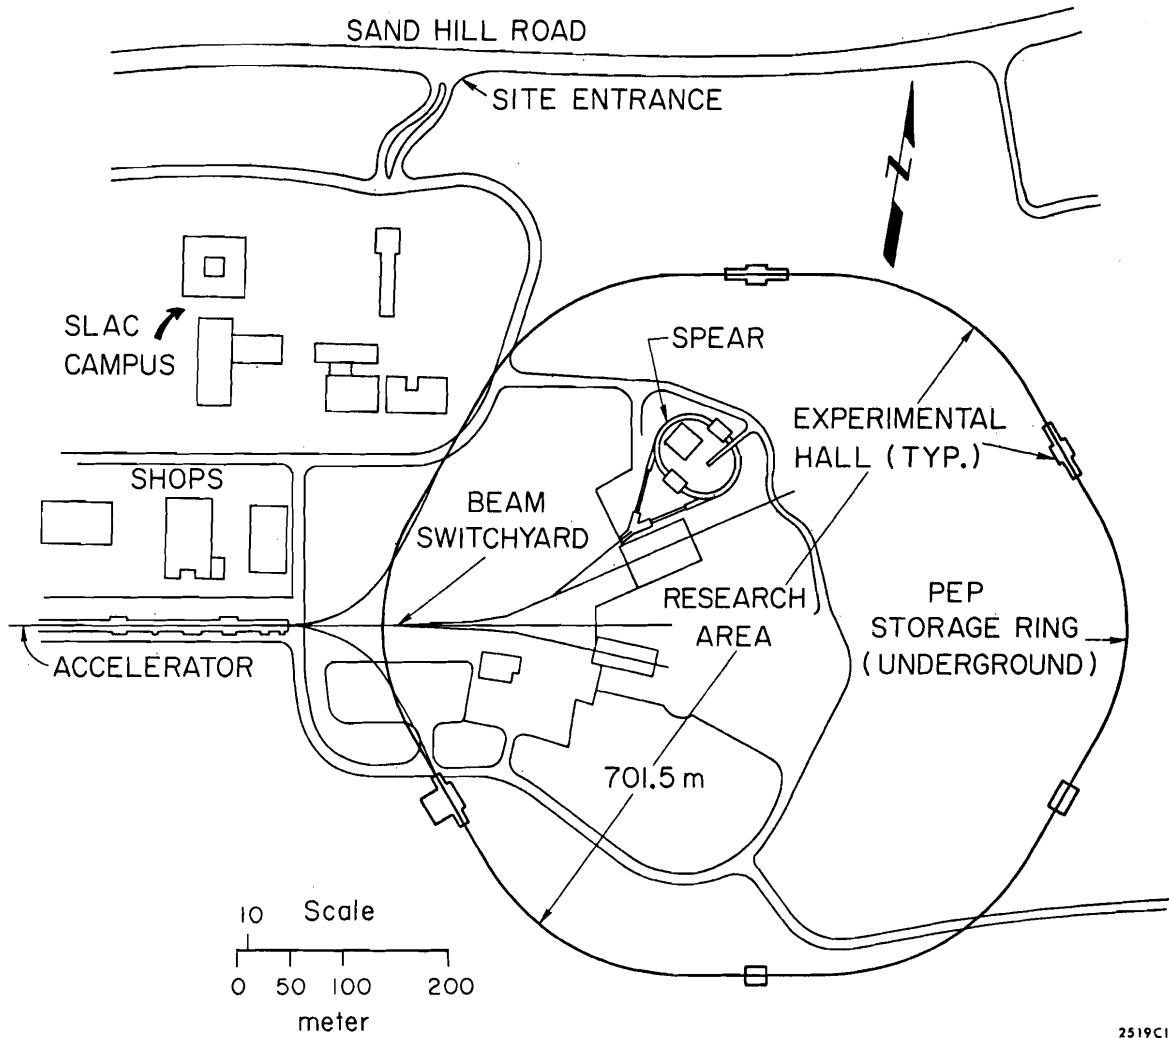 SAND HILL ROAD
SITE ENTRANCE
N
SLAC
CAMPUS
SPEAR
EXPERIMENTAL
HALL (TYP.)
SHOPS
BEAM
SWITCHYARD
RESEARCH
AREA
PEP
STORAGE RING
(UNDERGROUND)
ACCELERATOR
701.5 m
10 Scale
0 50 100 200
meter
2519C1